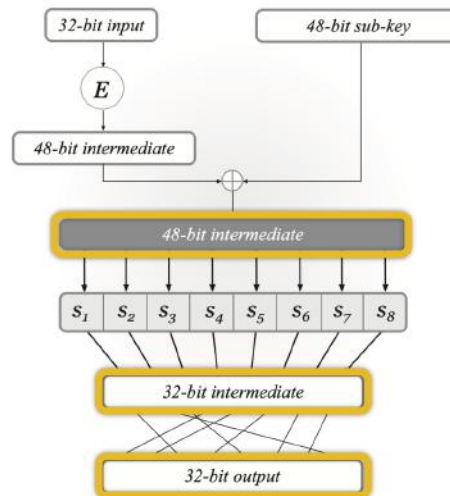 32-bit input
48-bit sub-key
E
48-bit intermediate
48-bit intermediate
S1 S2 S3 S4 S5 S6 S7 S8
32-bit intermediate
32-bit output